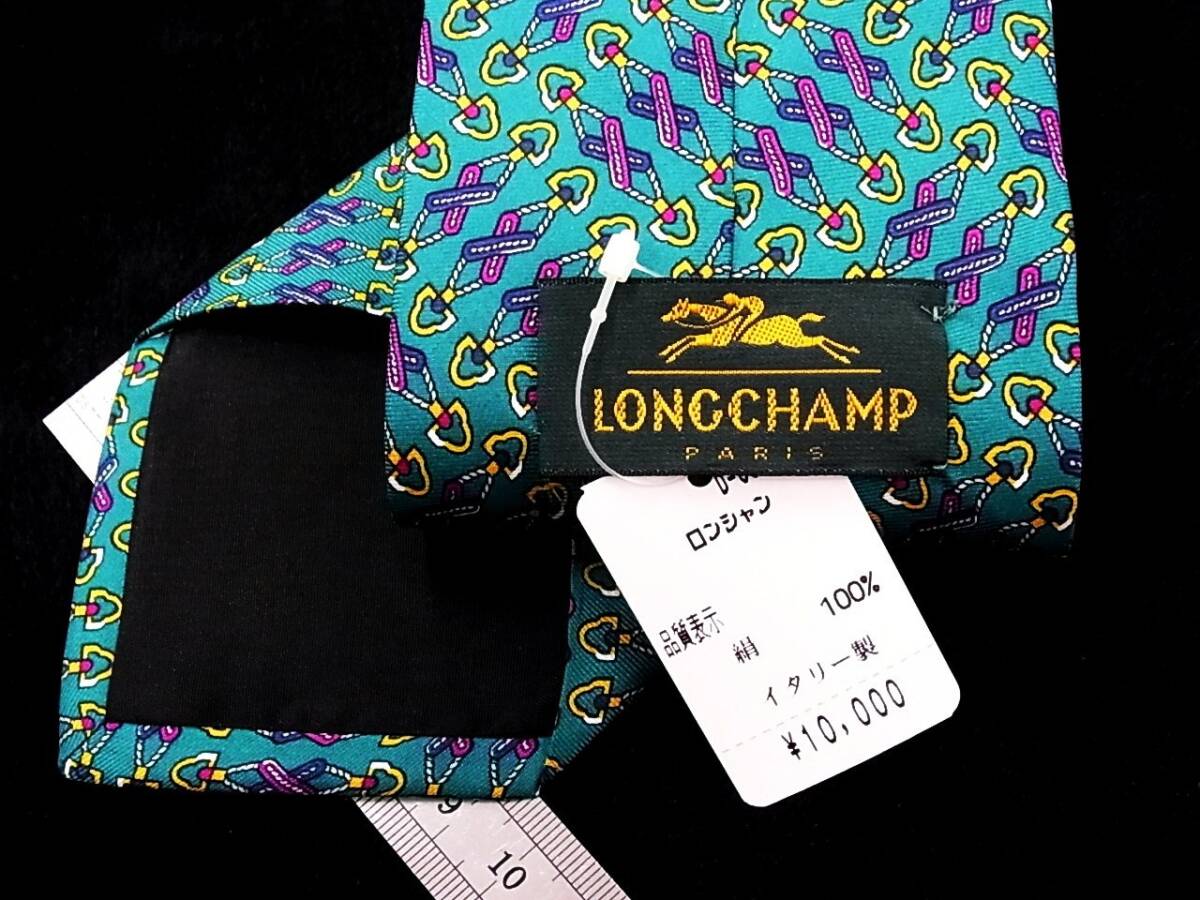 LONGCHAMP
PARIS
ロンシャン
品質表示
絹 100%
イタリー製
¥10,000
9
10